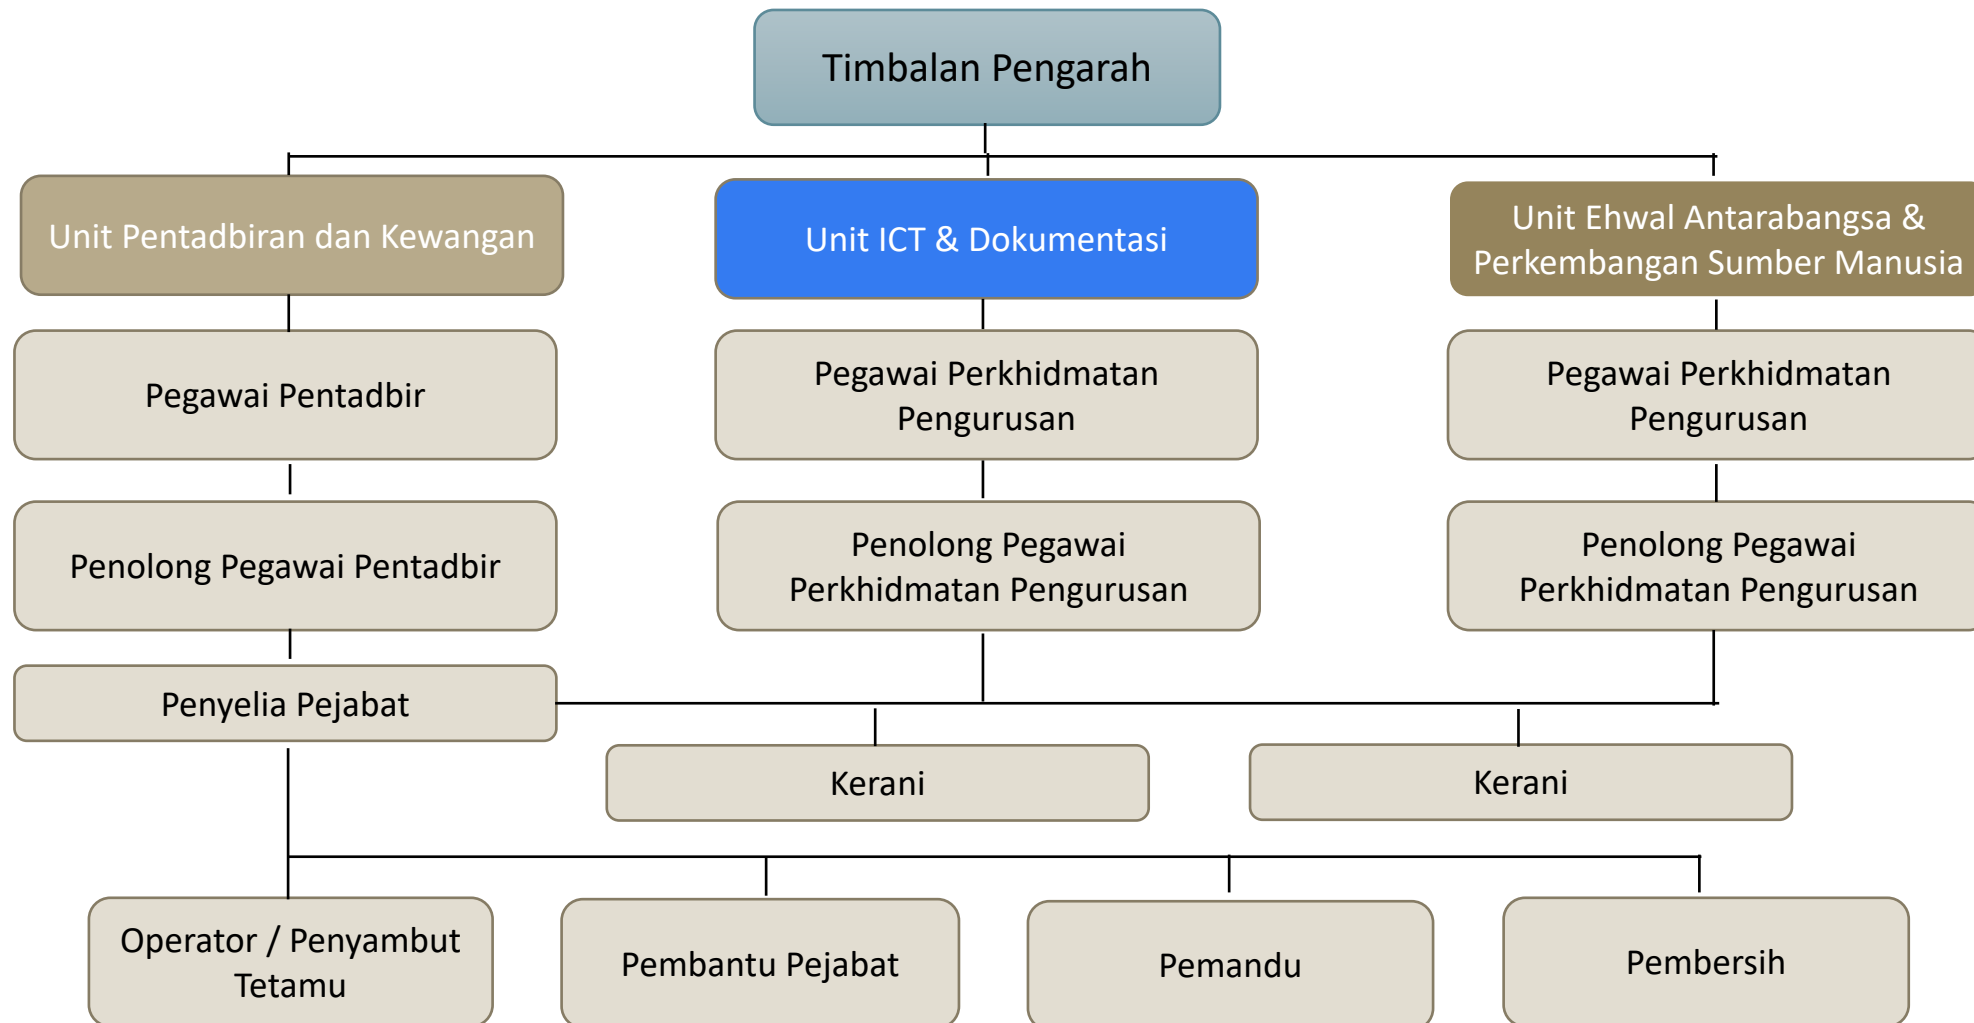 Timbalan Pengarah
Unit Pentadbiran dan Kewangan
Unit ICT & Dokumentasi
Unit Ehwal Antarabangsa &
Perkembangan Sumber Manusia
Pegawai Pentadbir
Pegawai Perkhidmatan
Pengurusan
Pegawai Perkhidmatan
Pengurusan
Penolong Pegawai Pentadbir
Penolong Pegawai
Perkhidmatan Pengurusan
Penolong Pegawai
Perkhidmatan Pengurusan
Penyelia Pejabat
Kerani
Kerani
Operator / Penyambut
Tetamu
Pembantu Pejabat
Pemandu
Pembersih